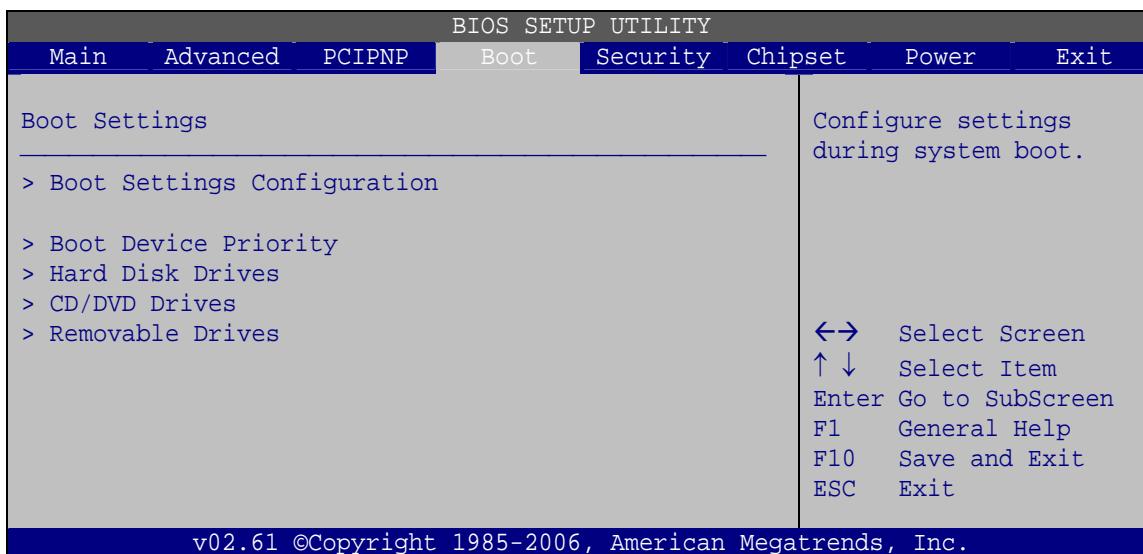 BIOS SETUP UTILITY
Main Advanced PCIPNP Boot Security Chipset Power Exit
Boot Settings
> Boot Settings Configuration
> Boot Device Priority
> Hard Disk Drives
> CD/DVD Drives
> Removable Drives
Configure settings
during system boot.
←→ Select Screen
↑ ↓ Select Item
Enter Go to SubScreen
F1 General Help
F10 Save and Exit
ESC Exit
v02.61 ©Copyright 1985-2006, American Megatrends, Inc.